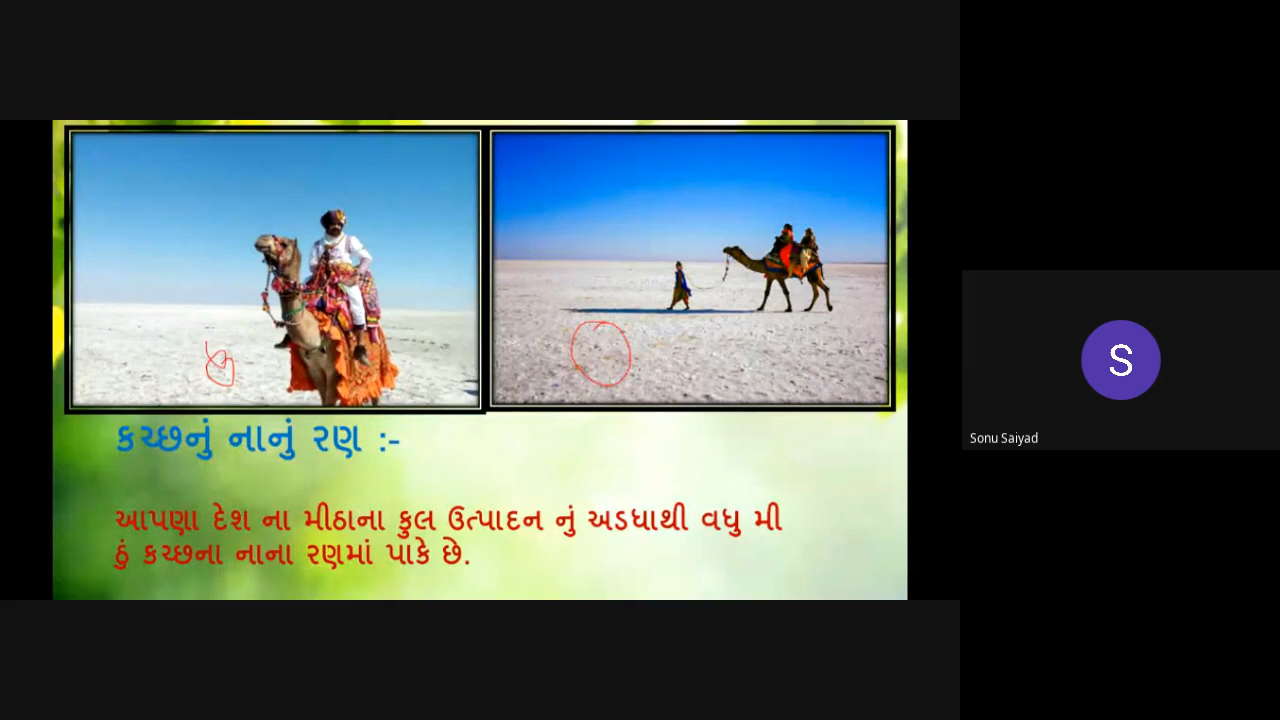 કચ્છનું નાનું રણ :-
આપણા દેશ ના મીઠાના કુલ ઉત્પાદન નું અડધાથી વધુ મી
ઠું કચ્છના નાના રણમાં પાકે છે.
S
Sonu Saiyad